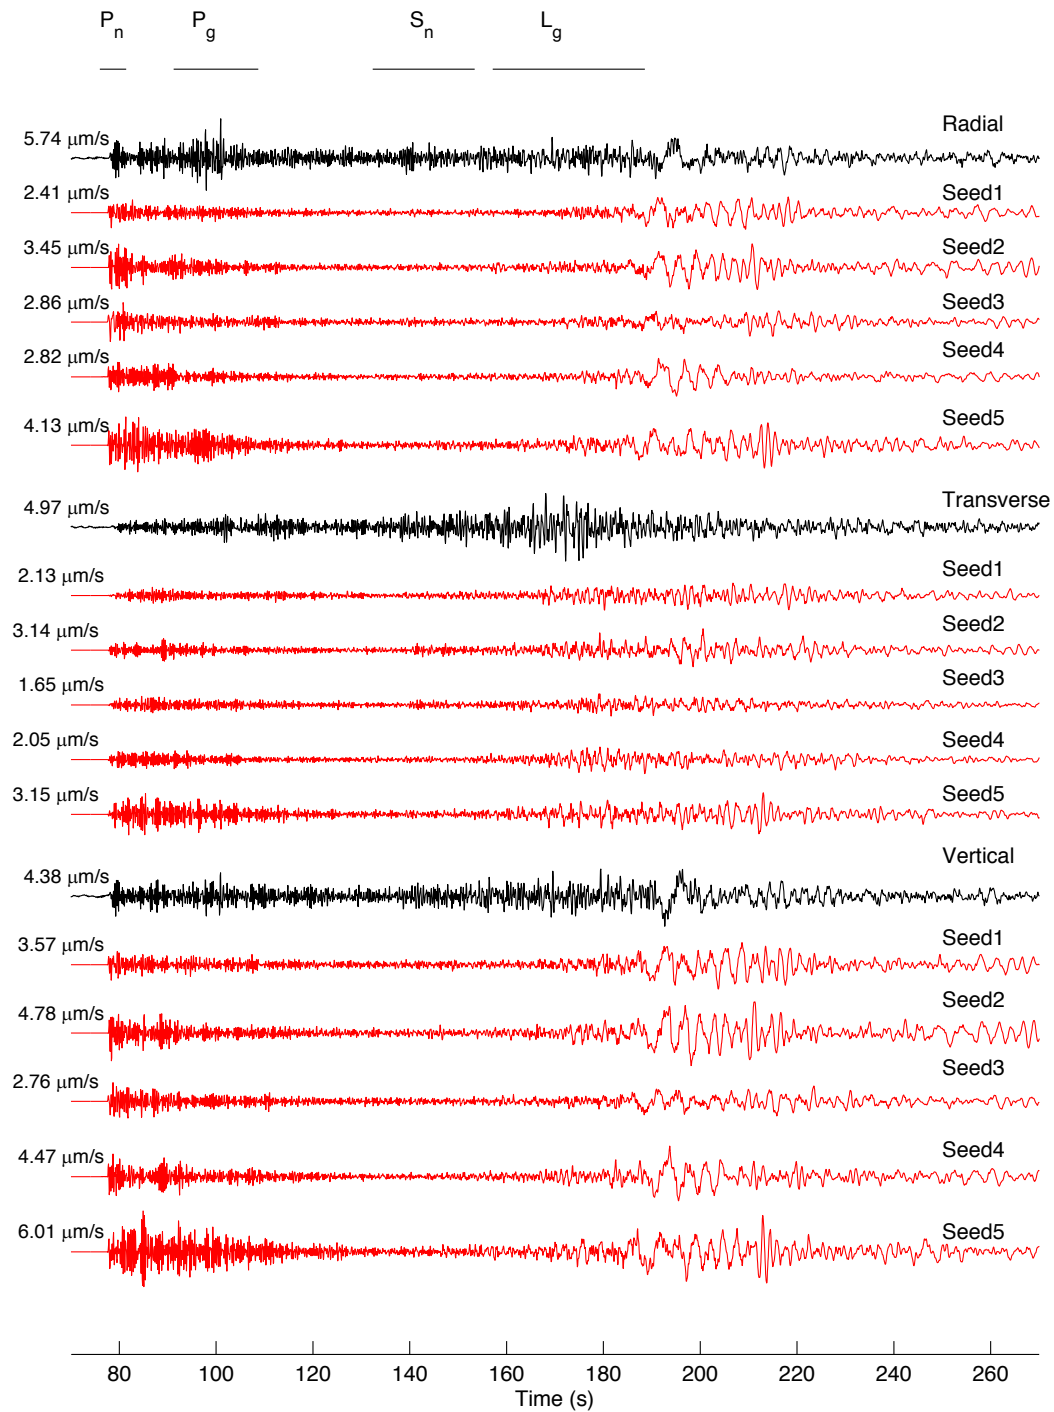 Pn Pg Sn Lg
Radial
5.74 μm/s
Seed1
2.41 μm/s
Seed2
3.45 μm/s
Seed3
2.86 μm/s
Seed4
2.82 μm/s
Seed5
4.13 μm/s
Transverse
4.97 μm/s
Seed1
2.13 μm/s
Seed2
3.14 μm/s
Seed3
1.65 μm/s
Seed4
2.05 μm/s
Seed5
3.15 μm/s
Vertical
4.38 μm/s
Seed1
3.57 μm/s
Seed2
4.78 μm/s
Seed3
2.76 μm/s
Seed4
4.47 μm/s
Seed5
6.01 μm/s
80 100 120 140 160 180 200 220 240 260
Time (s)